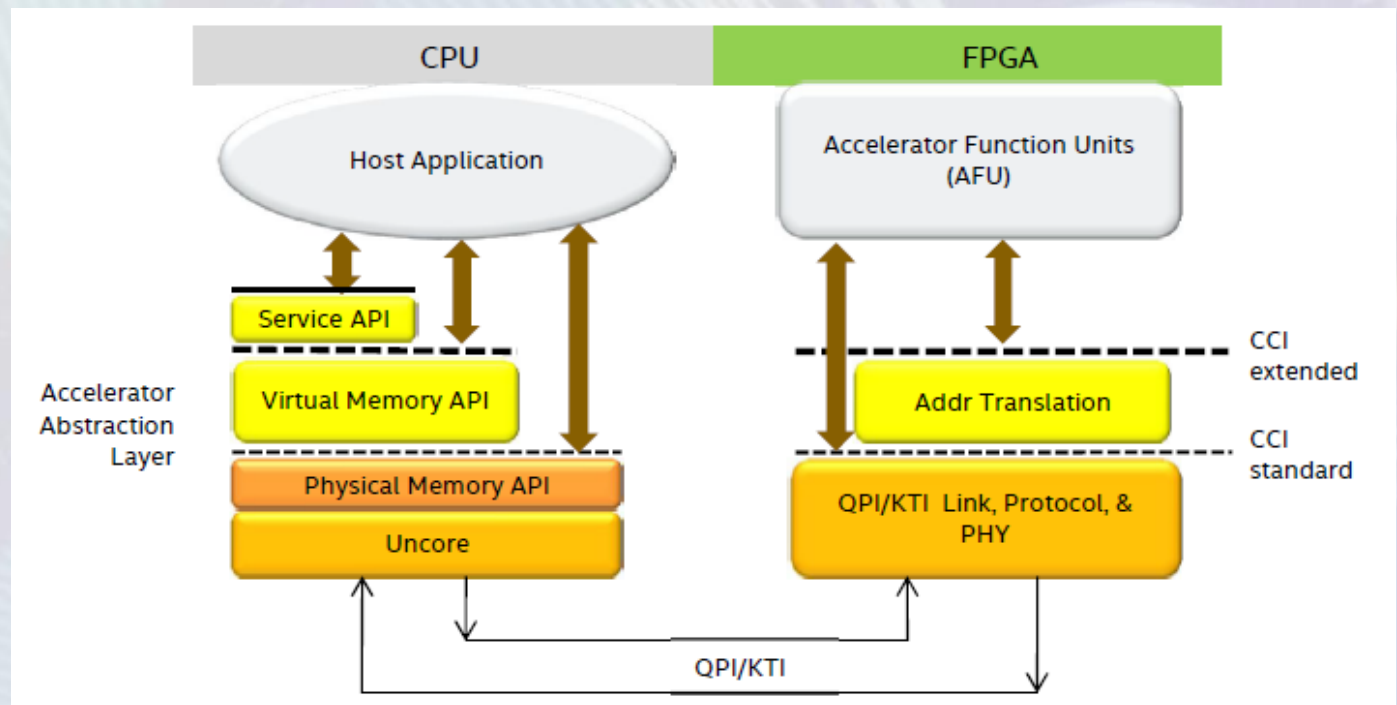 CPU
FPGA
Host Application
Accelerator Function Units
(AFU)
Service API
Virtual Memory API
Accelerator
Abstraction
Layer
Physical Memory API
Uncore
Addr Translation
CCI
extended
CCI
standard
QPI/KTI Link, Protocol, &
PHY
QPI/KTI